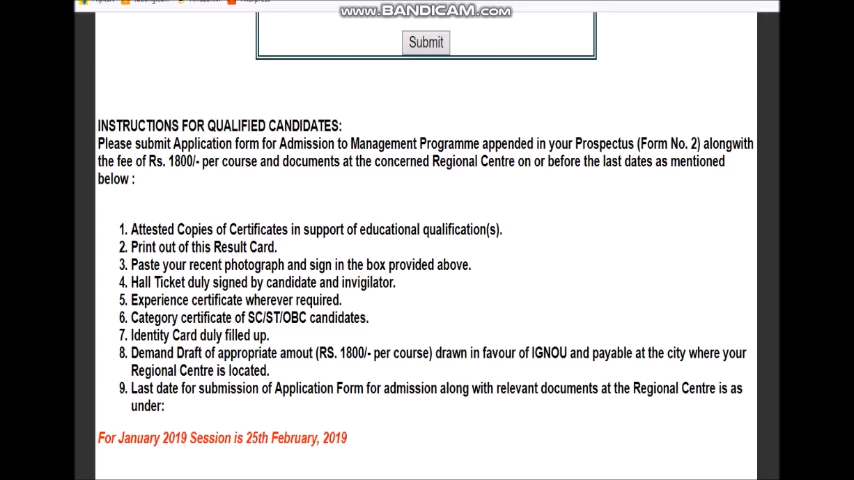 WWW.BANDICAM.COM
Submit
INSTRUCTIONS FOR QUALIFIED CANDIDATES:
Please submit Application form for Admission to Management Programme appended in your Prospectus (Form No. 2) alongwith
the fee of Rs. 1800/- per course and documents at the concerned Regional Centre on or before the last dates as mentioned
below :
1. Attested Copies of Certificates in support of educational qualification(s).
2. Print out of this Result Card.
3. Paste your recent photograph and sign in the box provided above.
4. Hall Ticket duly signed by candidate and invigilator.
5. Experience certificate wherever required.
6. Category certificate of SC/ST/OBC candidates.
7. Identity Card duly filled up.
8. Demand Draft of appropriate amout (RS. 1800/- per course) drawn in favour of IGNOU and payable at the city where your
Regional Centre is located.
9. Last date for submission of Application Form for admission along with relevant documents at the Regional Centre is as
under:
For January 2019 Session is 25th February, 2019